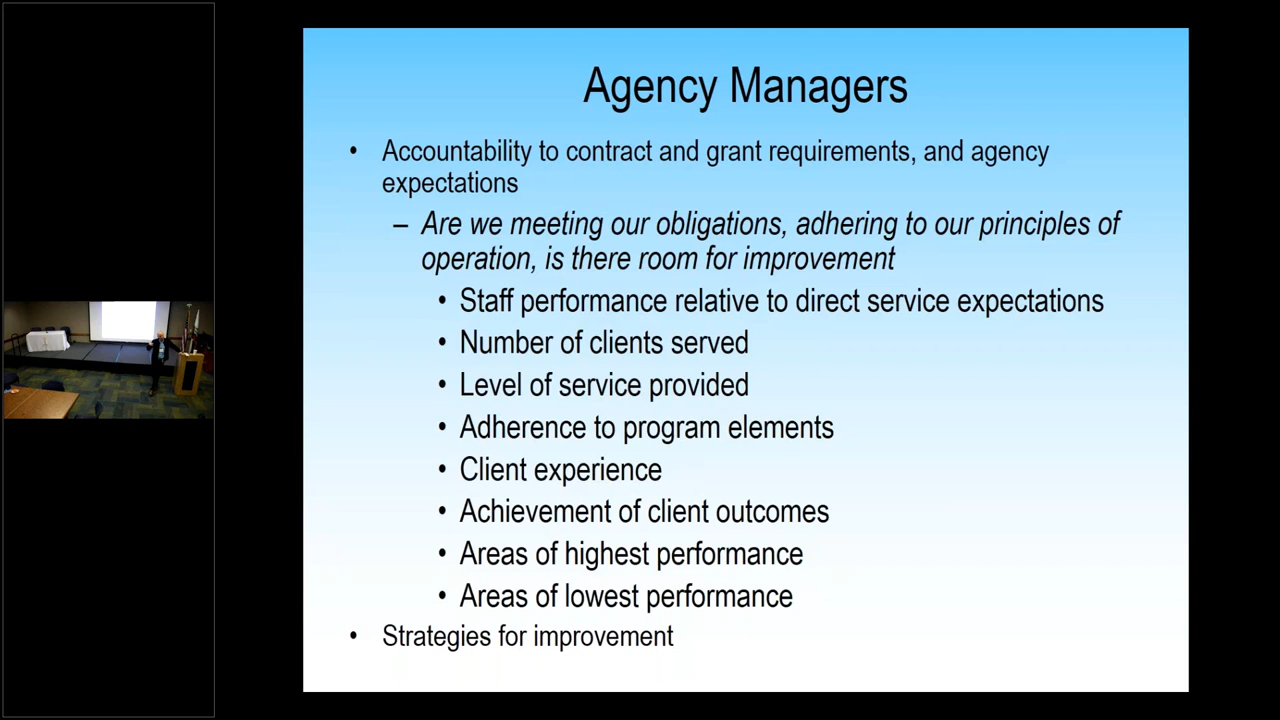 Agency Managers
• Accountability to contract and grant requirements, and agency
expectations
– Are we meeting our obligations, adhering to our principles of
operation, is there room for improvement
• Staff performance relative to direct service expectations
• Number of clients served
• Level of service provided
• Adherence to program elements
• Client experience
• Achievement of client outcomes
• Areas of highest performance
• Areas of lowest performance
• Strategies for improvement